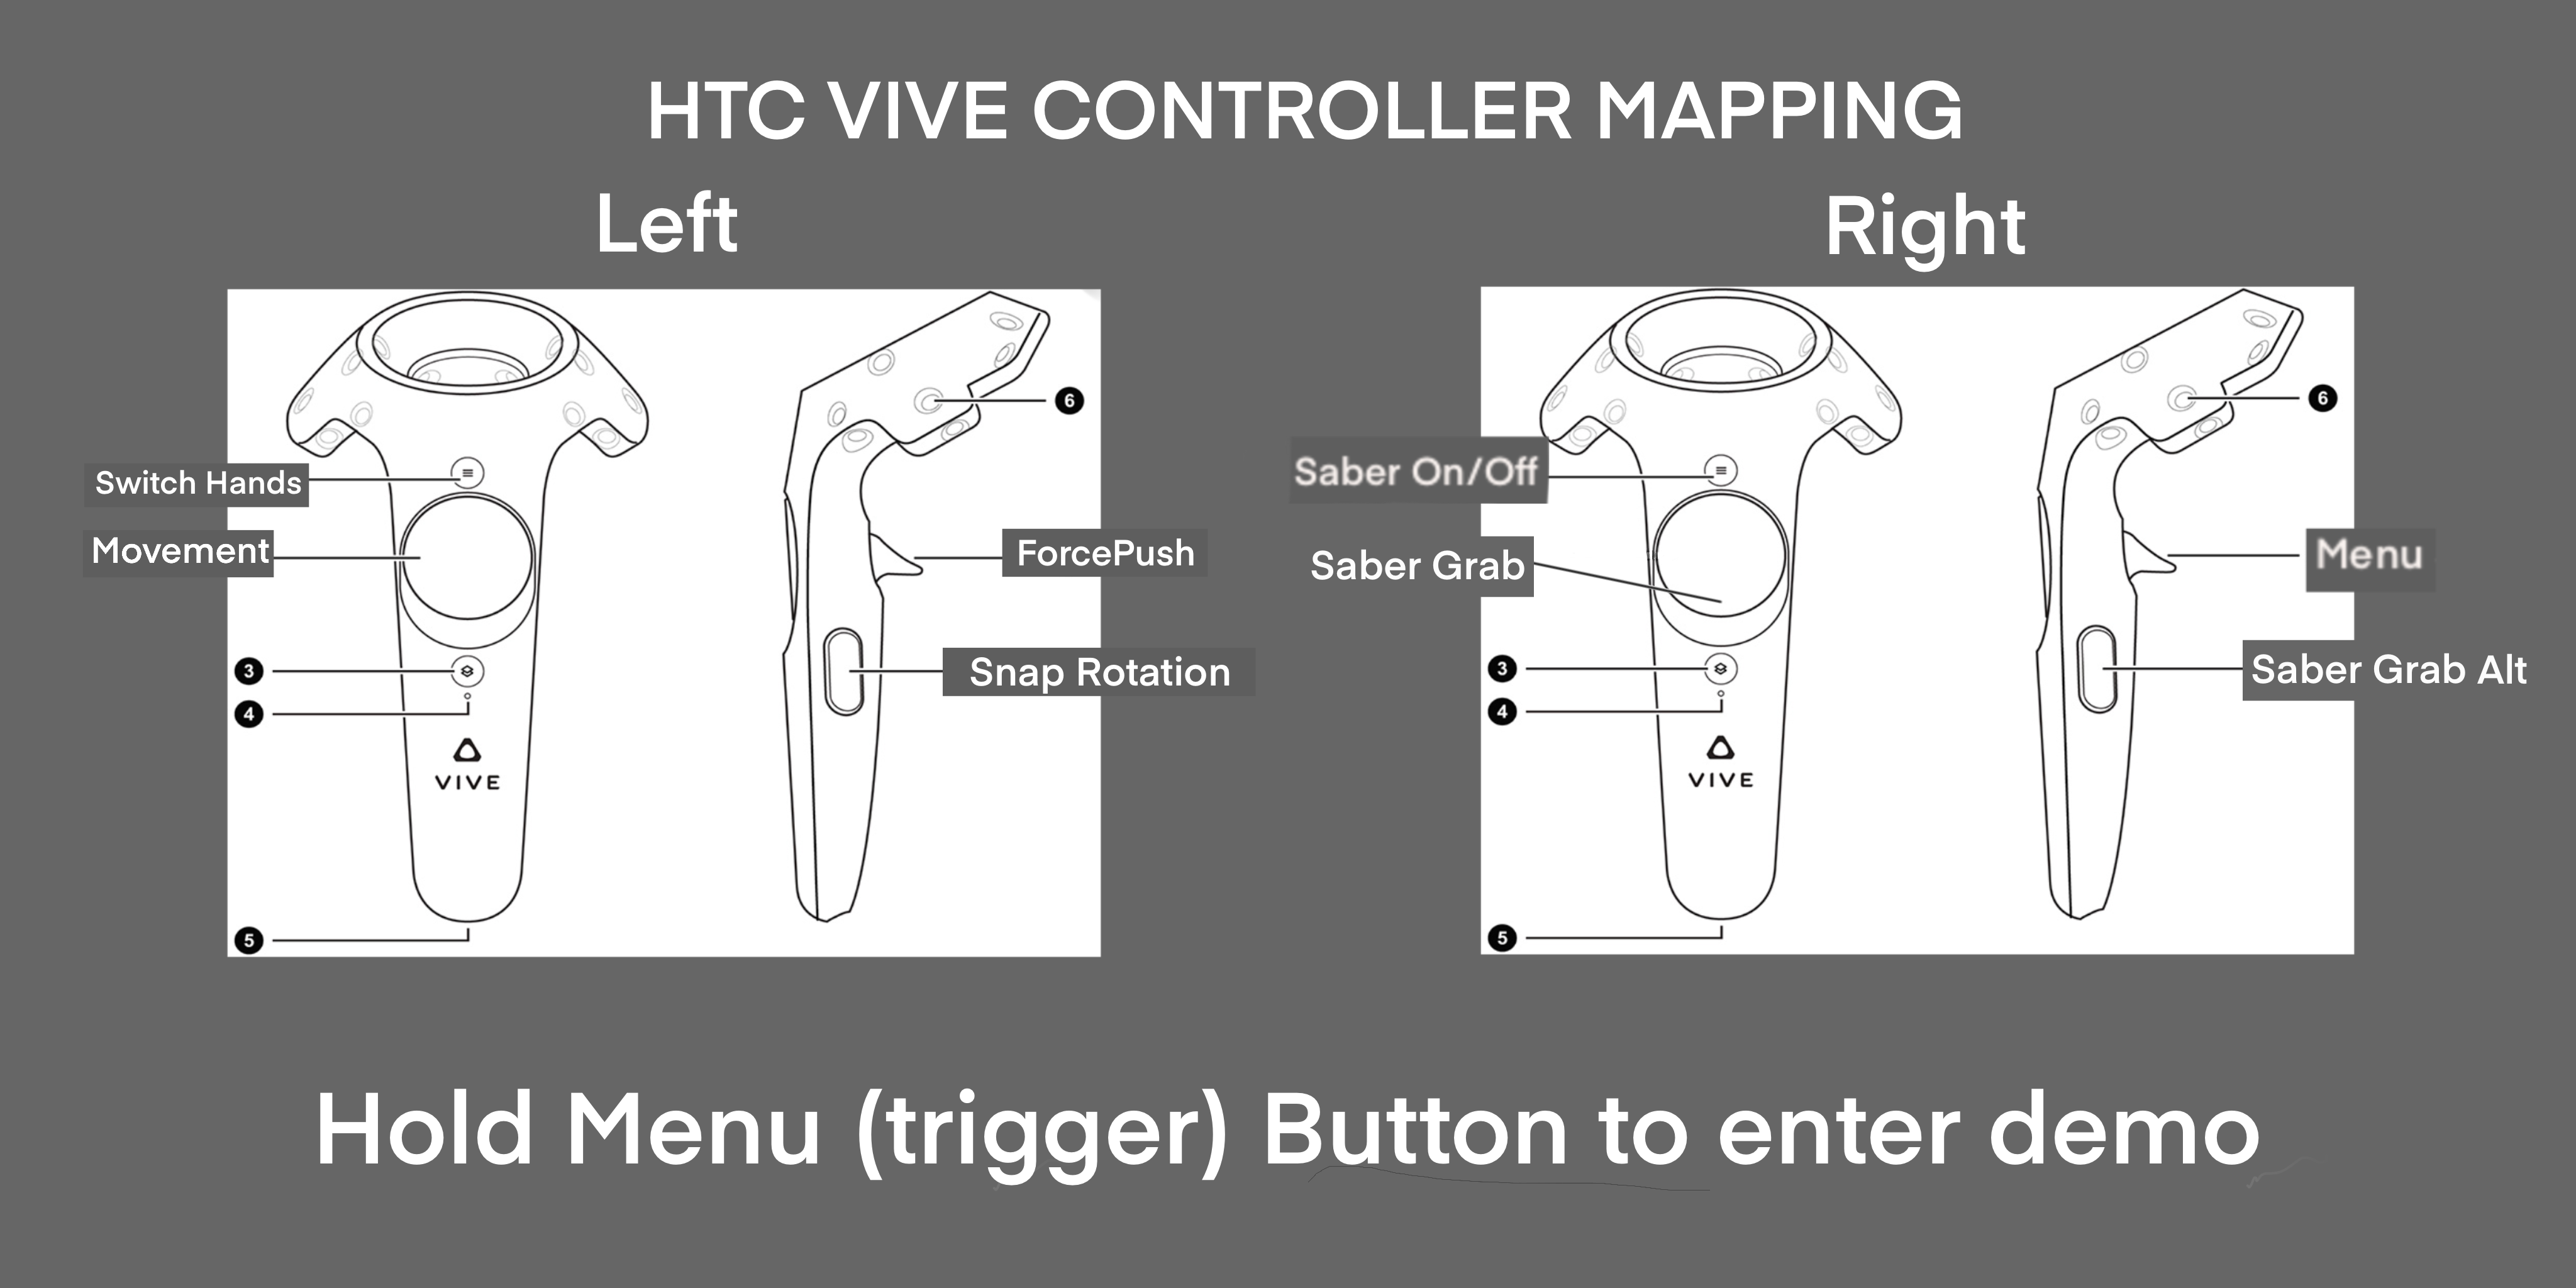 HTC VIVE CONTROLLER MAPPING
Left
Right
6
Switch Hands
Movement
ForcePush
3
Snap Rotation
4
VIVE
5
6
Saber On/Off
Saber Grab
Menu
3
Saber Grab Alt
4
VIVE
5
Hold Menu (trigger) Button to enter demo